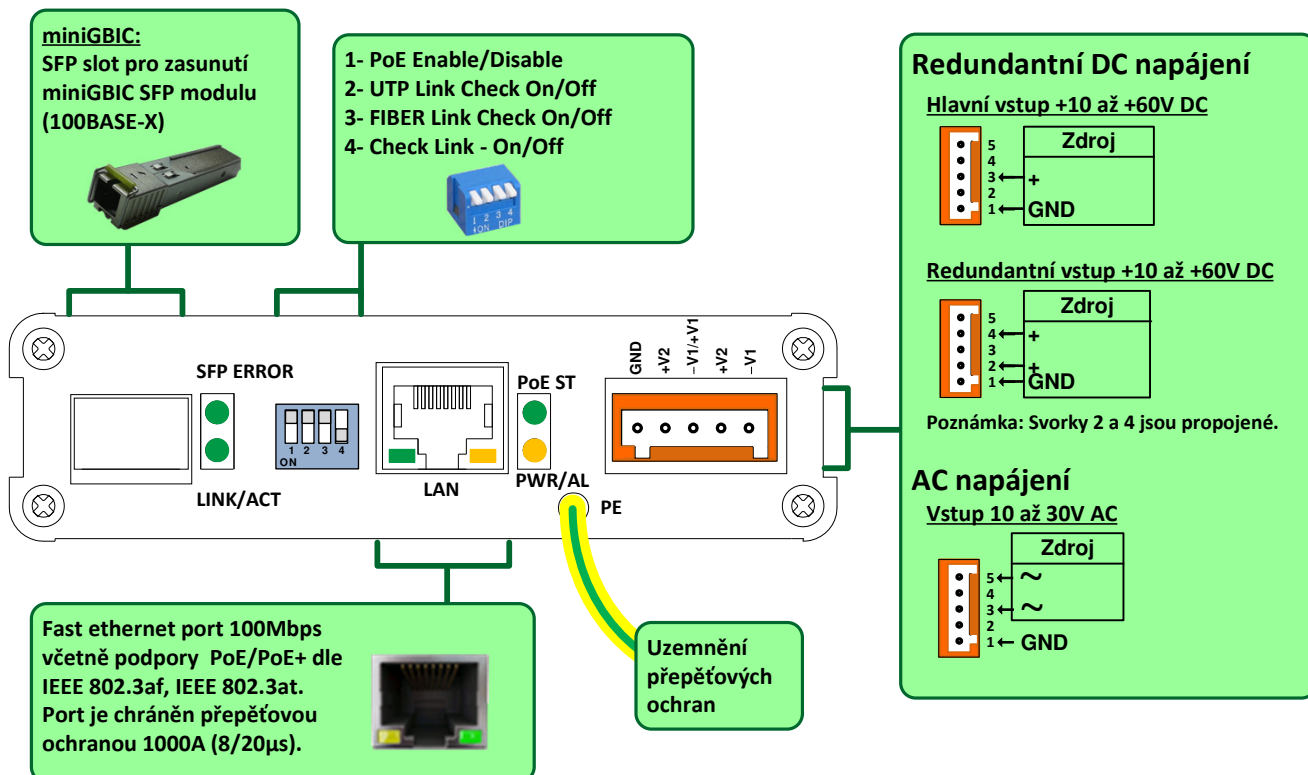 miniGBIC:
SFP slot pro zasunutí
miniGBIC SFP modulu
(100BASE-X)
1- PoE Enable/Disable
2- UTP Link Check On/Off
3- FIBER Link Check On/Off
4- Check Link - On/Off
1 2 3 4
ON DIP
Redundantní DC napájení
Hlavní vstup +10 až +60V DC
Zdroj
5
4
3 +
2
1 GND
Redundantní vstup +10 až +60V DC
Zdroj
5
4 +
3
2 +
1 GND
Poznámka: Svorky 2 a 4 jsou propojené.
AC napájení
Vstup 10 až 30V AC
Zdroj
5 ~
4
3 ~
2
1 GND
SFP ERROR
LINK/ACT
1 2 3 4
ON
LAN
PoE ST
PWR/AL
GND
+V2
–V1/+V1
+V2
–V1
PE
Fast ethernet port 100Mbps
včetně podpory PoE/PoE+ dle
IEEE 802.3af, IEEE 802.3at.
Port je chráněn přepěťovou
ochranou 1000A (8/20µs).
Uzemnění
přepěťových
ochran